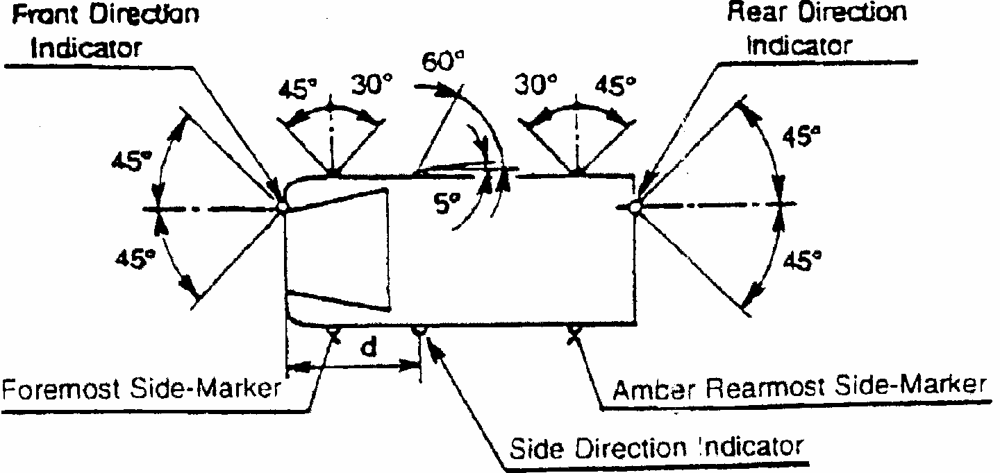 Front Direction
Indicator
Rear Direction
Indicator
60°
45° 30°
30° 45°
45°
45°
5°
45°
45°
d
Foremost Side-Marker
Amber Rearmost Side-Marker
Side Direction Indicator